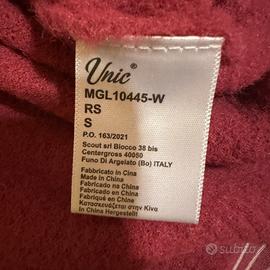 Unic
MGL10445-W
RS
S
P.O. 163/2021
Scout srl Blocco 38 bis
Centergross 40050
Funo Di Argelato (Bo) ITALY
Fabbricato in Cina
Made in China
Fabricado na China
Fabricado en China
Fabriqué en Chine
Κατασκευάζεται στην Κίνα
In China Hergestellt
subito